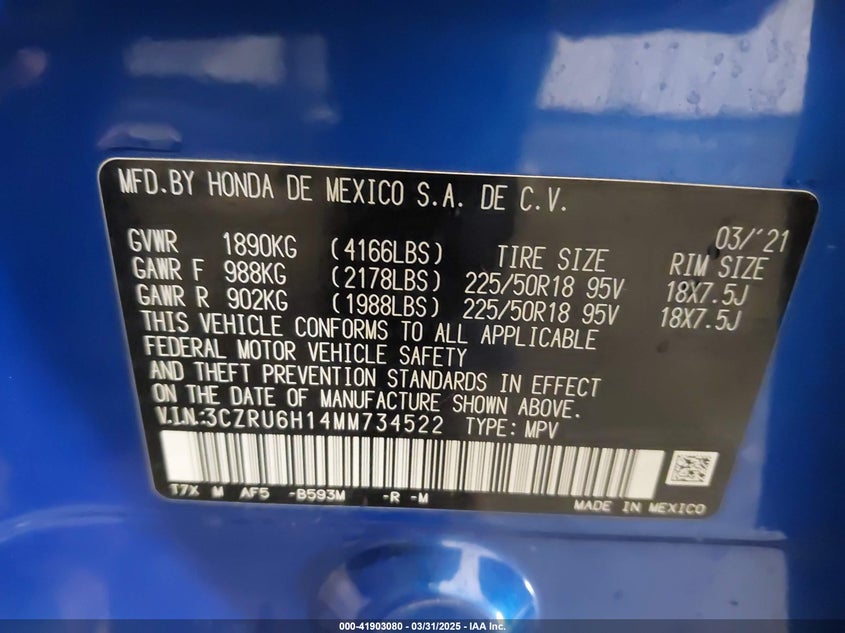 MFD.BY HONDA DE MEXICO S.A. DE C.V.
03/'21
GVWR 1890KG (4166LBS) TIRE SIZE RIM SIZE
GAWR F 988KG (2178LBS) 225/50R18 95V 18X7.5J
GAWR R 902KG (1988LBS) 225/50R18 95V 18X7.5J
THIS VEHICLE CONFORMS TO ALL APPLICABLE
FEDERAL MOTOR VEHICLE SAFETY
AND THEFT PREVENTION STANDARDS IN EFFECT
ON THE DATE OF MANUFACTURE SHOWN ABOVE.
V.I.N.:3CZRU6H14MM734522 TYPE: MPV
T7X M AF5 -B593M -R -M
MADE IN MEXICO
000-41903080 - 03/31/2025 - IAA Inc.